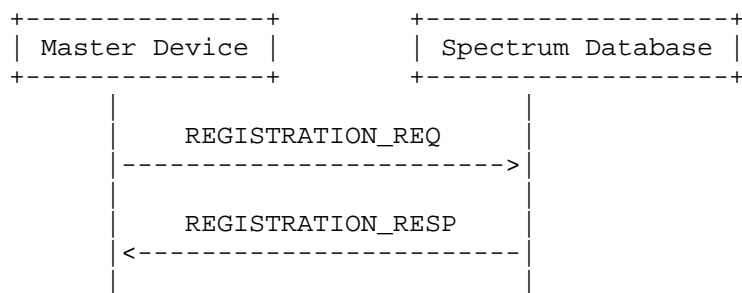 Master Device
Spectrum Database
REGISTRATION_REQ
REGISTRATION_RESP